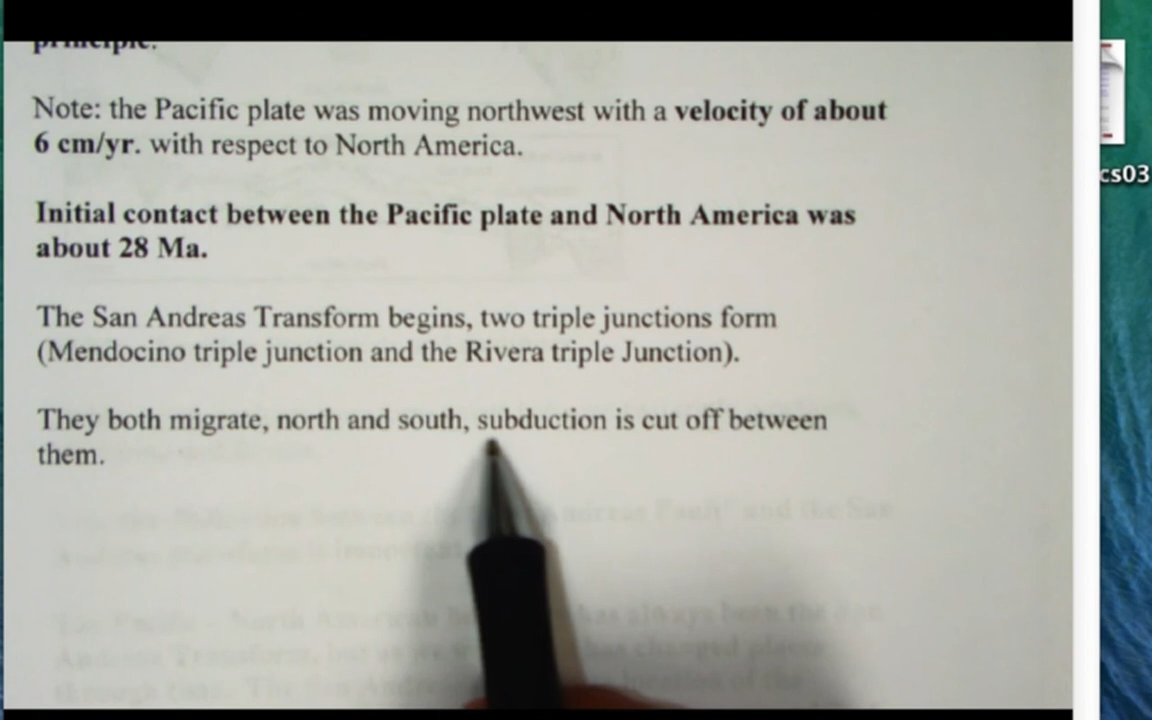 principle.
Note: the Pacific plate was moving northwest with a velocity of about
6 cm/yr. with respect to North America.
Initial contact between the Pacific plate and North America was
about 28 Ma.
The San Andreas Transform begins, two triple junctions form
(Mendocino triple junction and the Rivera triple Junction).
They both migrate, north and south, subduction is cut off between
them.
cs03